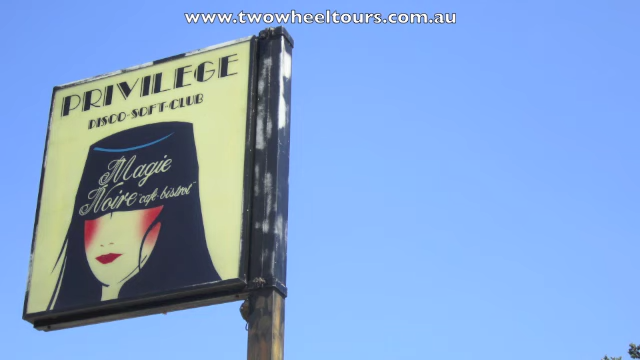 www.twowheeltours.com.au
PRIVILEGE
DISCO-SOFT-CLUB
Magie
Noire "café-bistrot"